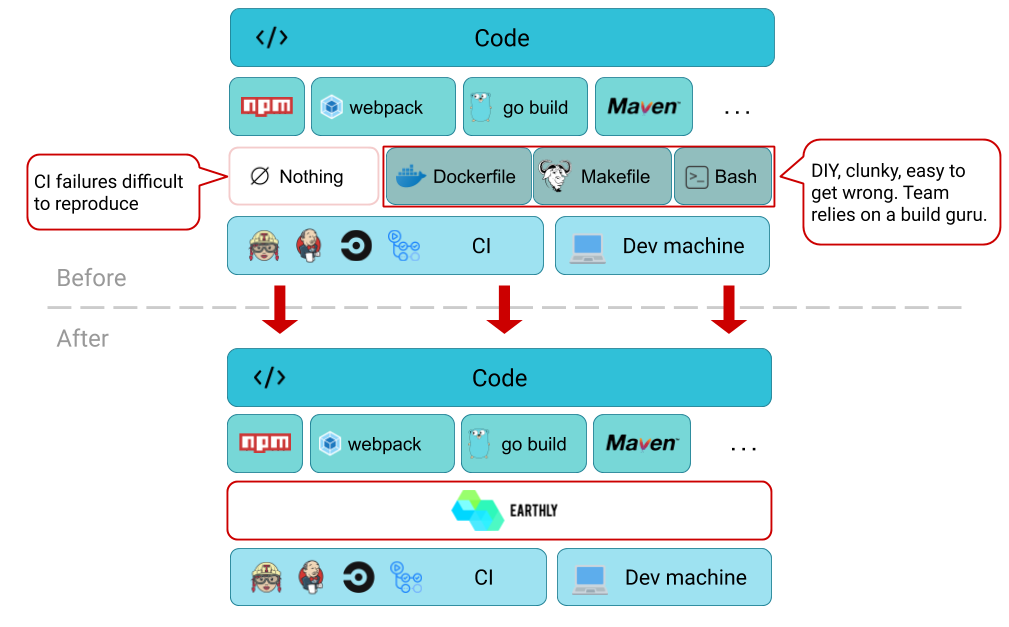 </> Code
npm webpack go build Maven ...
CI failures difficult
to reproduce
Nothing Dockerfile Makefile >_ Bash
DIY, clunky, easy to
get wrong. Team
relies on a build guru.
CI Dev machine
Before
After
</> Code
npm webpack go build Maven ...
EARTHLY
CI Dev machine